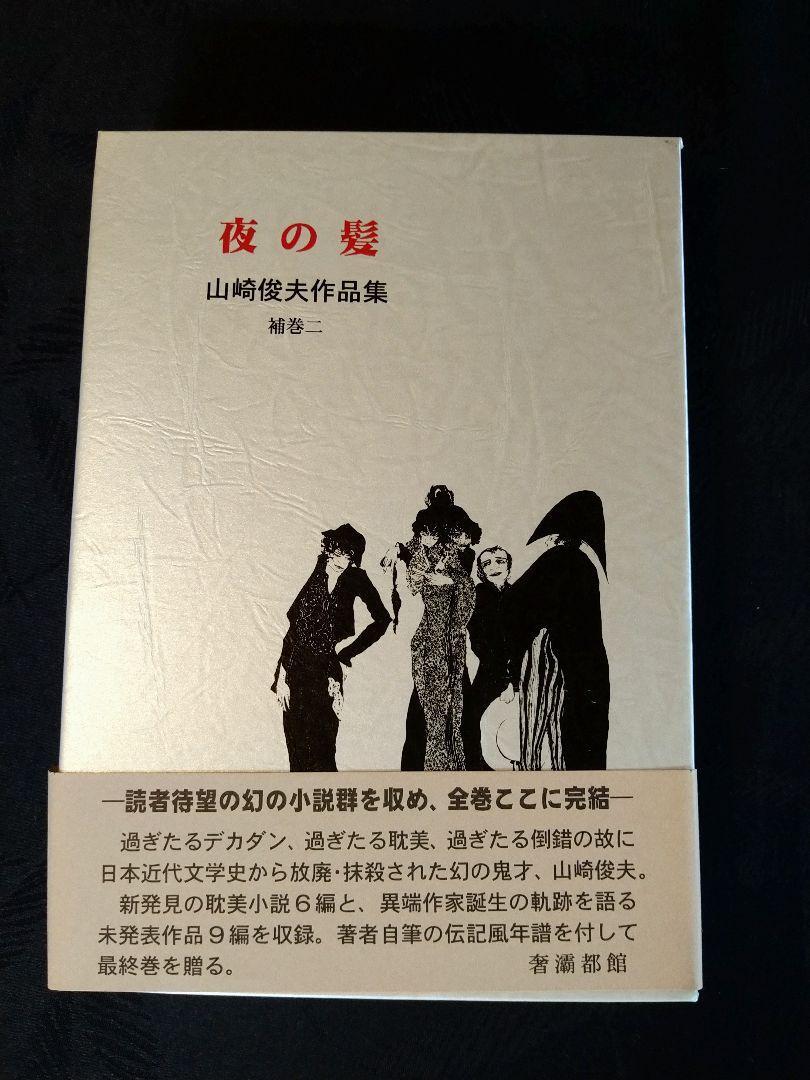 夜の髪
山崎俊夫作品集
補巻二
―読者待望の幻の小説群を収め、全巻ここに完結―
過ぎたるデカダン、過ぎたる耽美、過ぎたる倒錯の故に
日本近代文学史から放廃・抹殺された幻の鬼才、山崎俊夫。
新発見の耽美小説6編と、異端作家誕生の軌跡を語る
未発表作品9編を収録。著者自筆の伝記風年譜を付して
最終巻を贈る。
奢灞都館